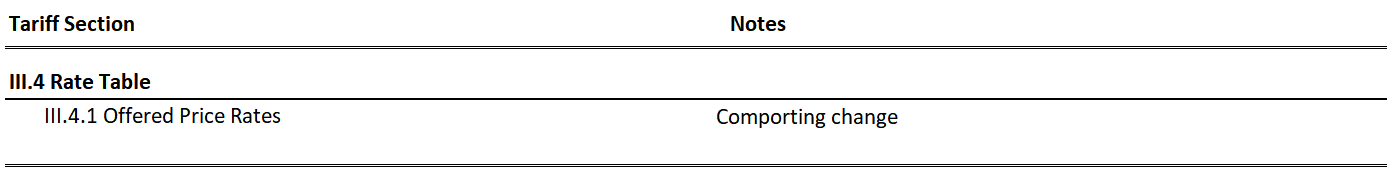 Tariff Section Notes
III.4 Rate Table
III.4.1 Offered Price Rates Comporting change